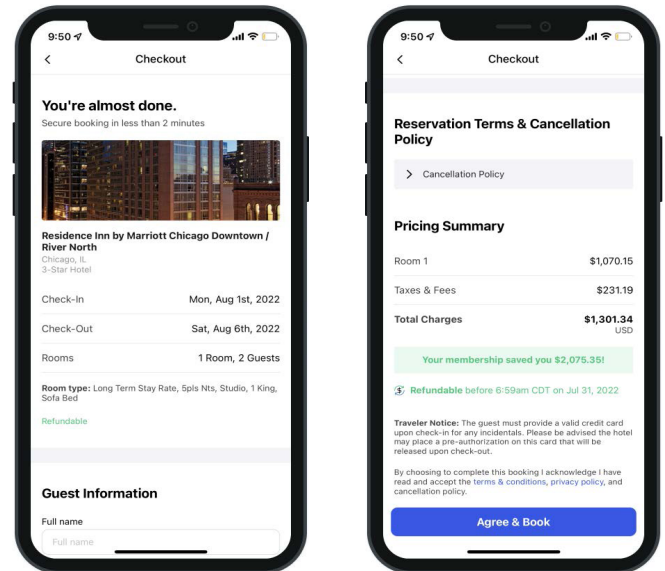 9:50
Checkout
You're almost done.
Secure booking in less than 2 minutes
Residence Inn by Marriott Chicago Downtown /
River North
Chicago, IL
3-Star Hotel
Check-In Mon, Aug 1st, 2022
Check-Out Sat, Aug 6th, 2022
Rooms 1 Room, 2 Guests
Room type: Long Term Stay Rate, 5pls Nts, Studio, 1 King,
Sofa Bed
Refundable
Guest Information
Full name
Full name
9:50
Checkout
Reservation Terms & Cancellation
Policy
Cancellation Policy
Pricing Summary
Room 1 $1,070.15
Taxes & Fees $231.19
Total Charges $1,301.34
USD
Your membership saved you $2,075.35!
Refundable before 6:59am CDT on Jul 31, 2022
Traveler Notice: The guest must provide a valid credit card
upon check-in for any incidentals. Please be advised the hotel
may place a pre-authorization on this card that will be
released upon check-out.
By choosing to complete this booking I acknowledge I have
read and accept the terms & conditions, privacy policy, and
cancellation policy.
Agree & Book